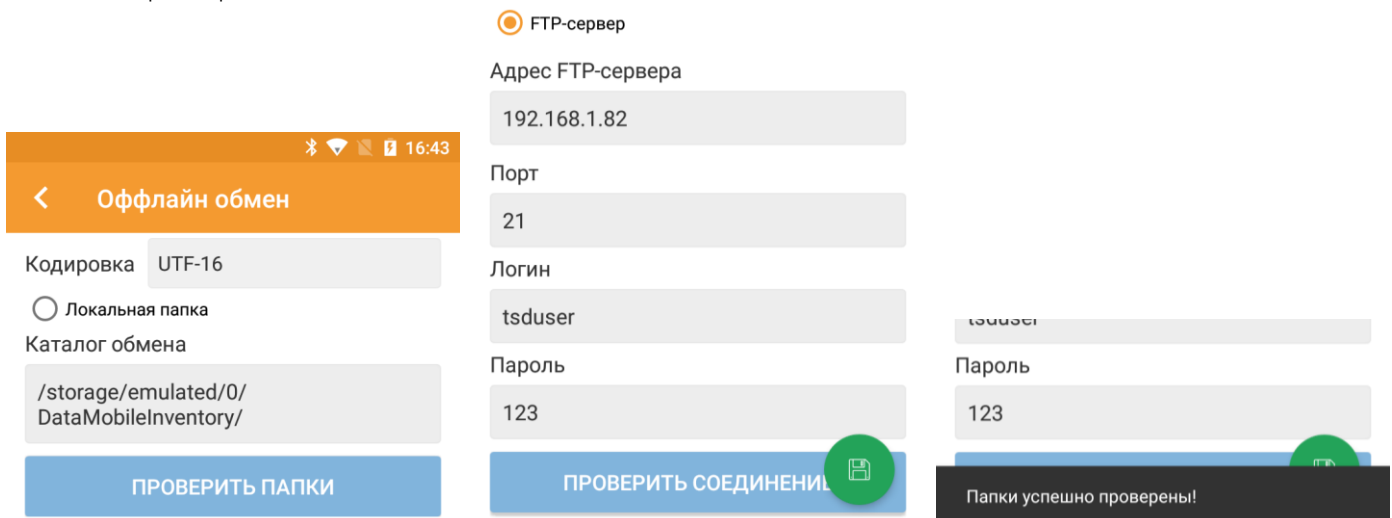 16:43
Оффлайн обмен
Кодировка UTF-16
Локальная папка
Каталог обмена
/storage/emulated/0/
DataMobileInventory/
ПРОВЕРИТЬ ПАПКИ
FTP-сервер
Адрес FTP-сервера
192.168.1.82
Порт
21
Логин
tsduser
Пароль
123
ПРОВЕРИТЬ СОЕДИНЕНИЕ
tsduser
Пароль
123
Папки успешно проверены!